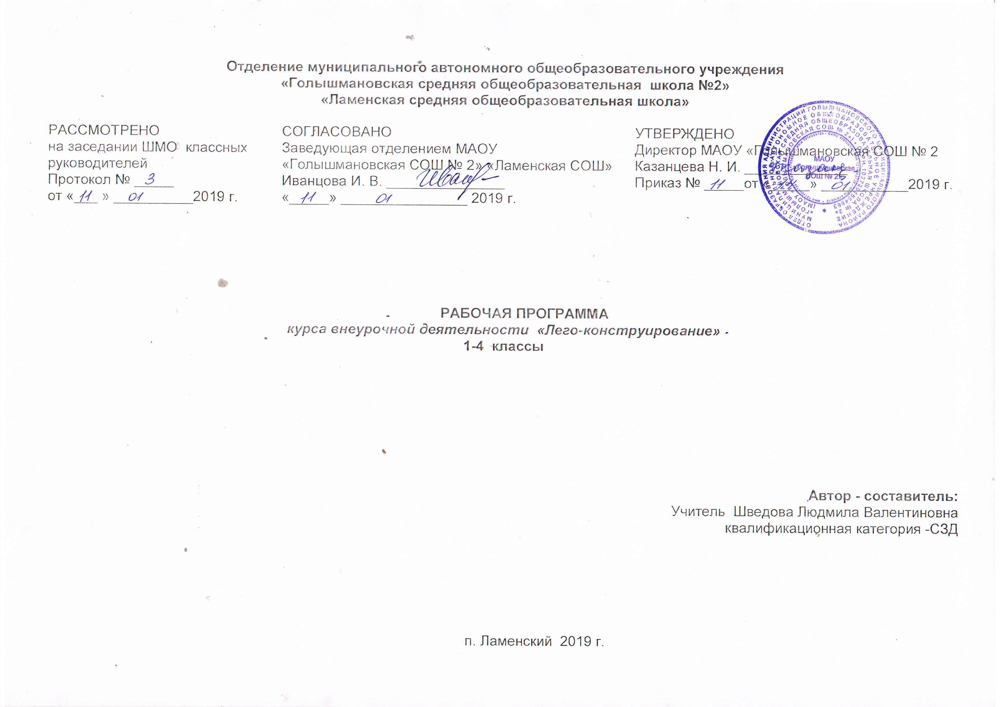 Отделение муниципального автономного общеобразовательного учреждения
«Голышмановская средняя общеобразовательная школа №2»
«Ламенская средняя общеобразовательная школа»
РАССМОТРЕНО
на заседании ШМО классных
руководителей
Протокол № 3
от « 11 » 01 2019 г.
СОГЛАСОВАНО
Заведующая отделением МАОУ
«Голышмановская СОШ № 2» «Ламенская СОШ»
Иванцова И. В.
« 11 » 01 2019 г.
УТВЕРЖДЕНО
Директор МАОУ «Голышмановская СОШ № 2
Казанцева Н. И.
Приказ № 11 от « 11 » 01 2019 г.
МАОУ
«Голышмановская
СОШ № 2»
РАБОЧАЯ ПРОГРАММА
курса внеурочной деятельности «Лего-конструирование»
1-4 классы
Автор - составитель:
Учитель Шведова Людмила Валентиновна
квалификационная категория -СЗД
п. Ламенский 2019 г.